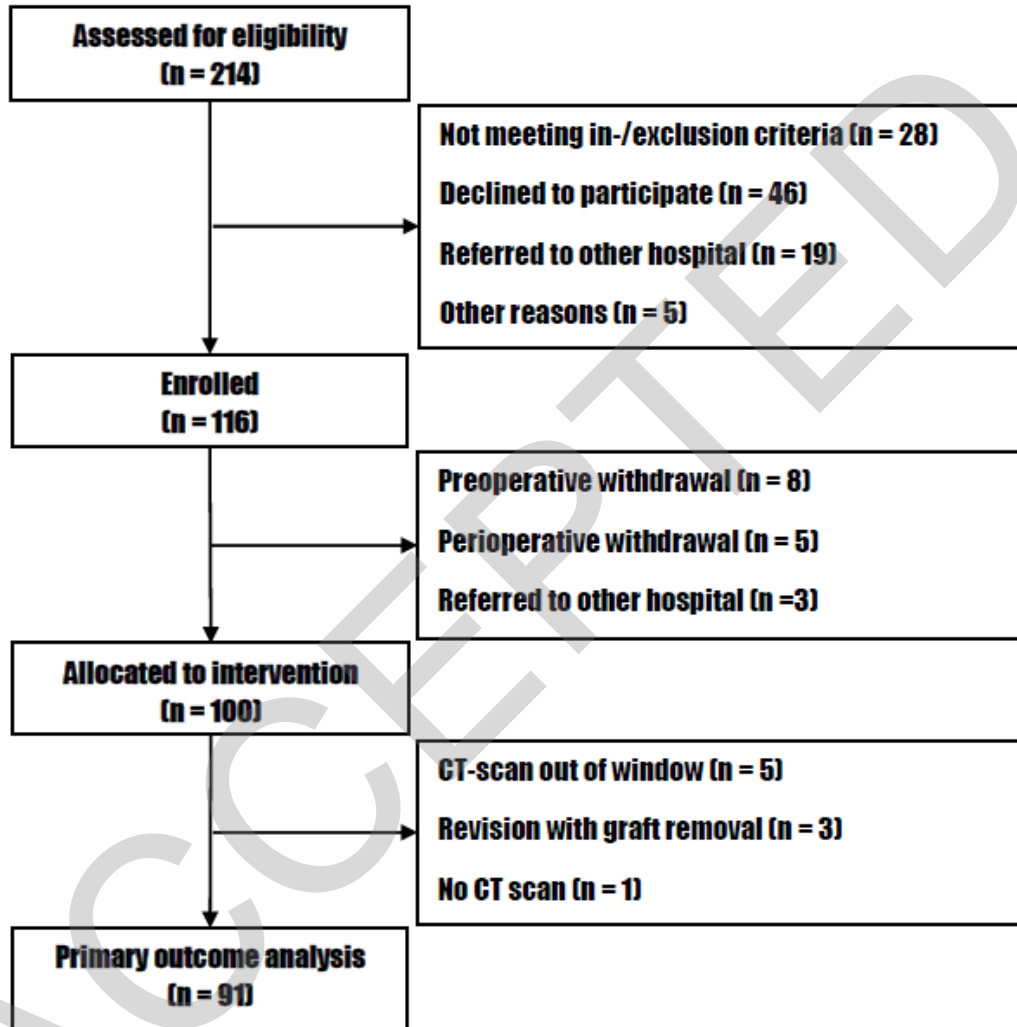 Assessed for eligibility
(n = 214)
Not meeting in-/exclusion criteria (n = 28)
Declined to participate (n = 46)
Referred to other hospital (n = 19)
Other reasons (n = 5)
Enrolled
(n = 116)
Preoperative withdrawal (n = 8)
Perioperative withdrawal (n = 5)
Referred to other hospital (n =3)
Allocated to intervention
(n = 100)
CT-scan out of window (n = 5)
Revision with graft removal (n = 3)
No CT scan (n = 1)
Primary outcome analysis
(n = 91)
ACCEPTED